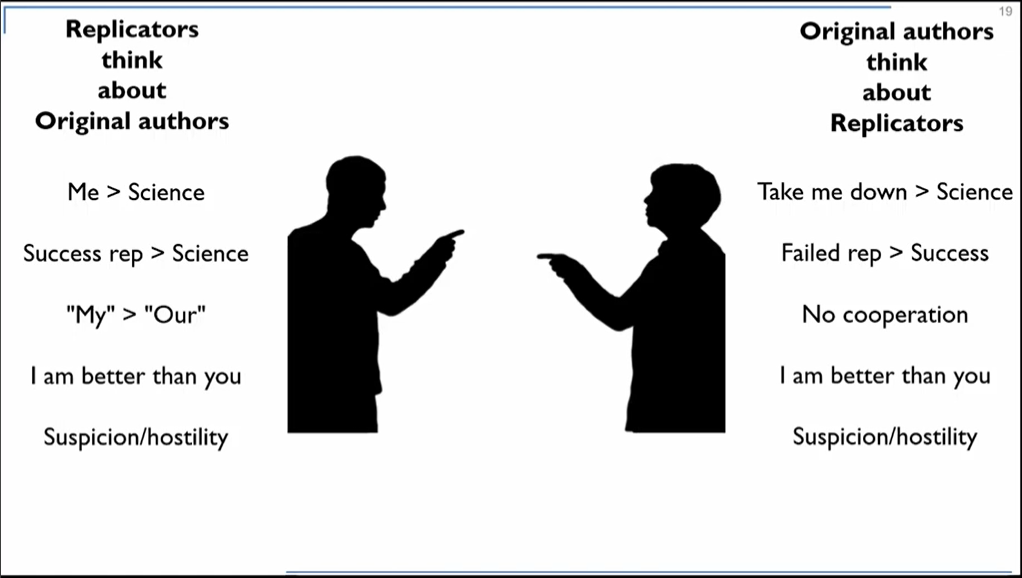 19
Replicators
think
about
Original authors
Me > Science
Success rep > Science
"My" > "Our"
I am better than you
Suspicion/hostility
Original authors
think
about
Replicators
Take me down > Science
Failed rep > Success
No cooperation
I am better than you
Suspicion/hostility